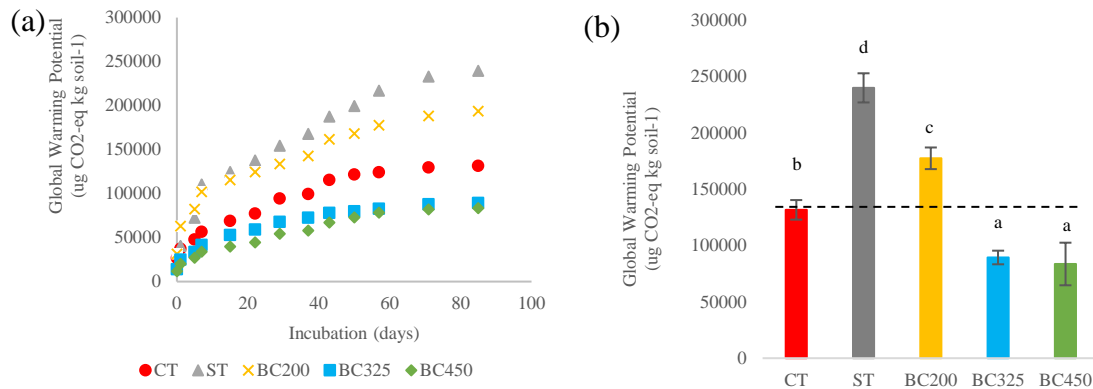 (a)
Global Warming Potential
(ug CO2-eq kg soil-1)
300000
250000
200000
150000
100000
50000
0
0 20 40 60 80 100
Incubation (days)
CT ST BC200 BC325 BC450
(b)
Global Warming Potential
(ug CO2-eq kg soil-1)
300000
250000
200000
150000
100000
50000
0
b d c a a
CT ST BC200 BC325 BC450